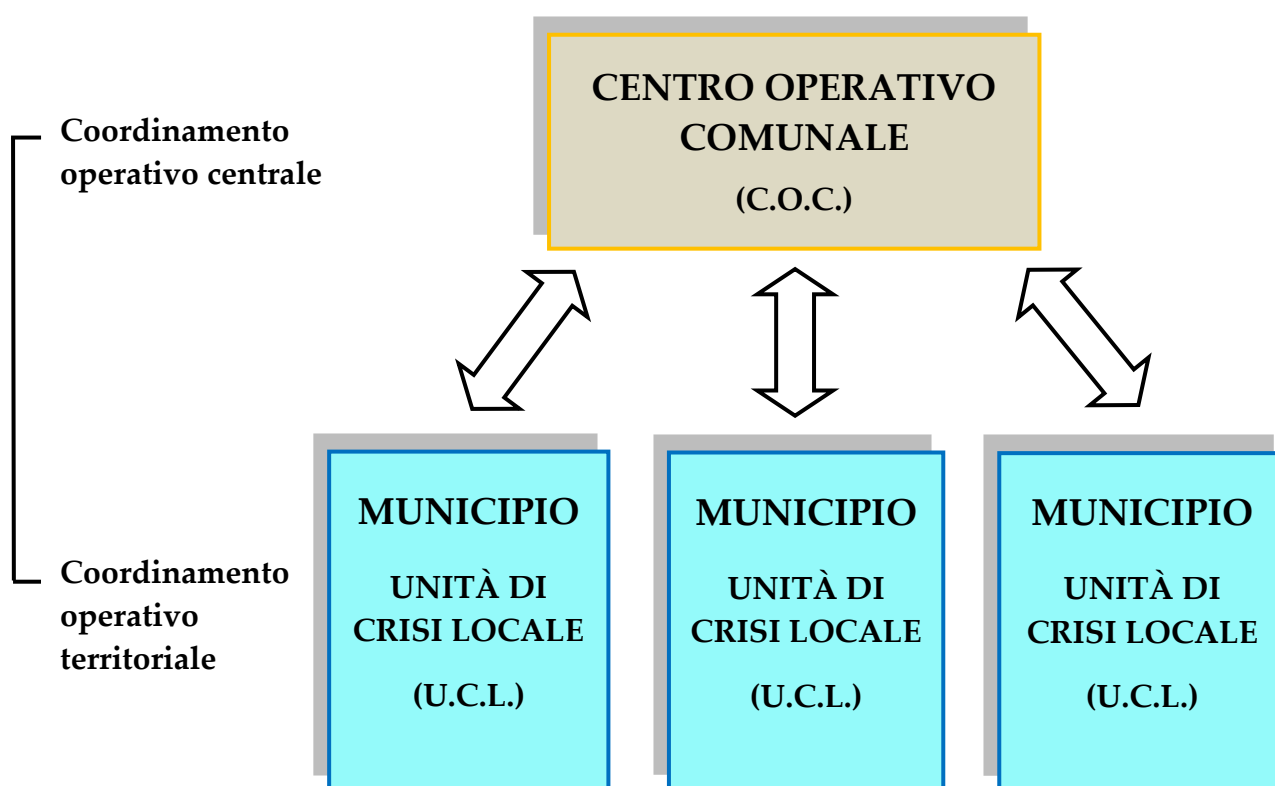 CENTRO OPERATIVO
COMUNALE
(C.O.C.)
Coordinamento
operativo centrale
MUNICIPIO
UNITÀ DI
CRISI LOCALE
(U.C.L.)
MUNICIPIO
UNITÀ DI
CRISI LOCALE
(U.C.L.)
MUNICIPIO
UNITÀ DI
CRISI LOCALE
(U.C.L.)
Coordinamento
operativo
territoriale